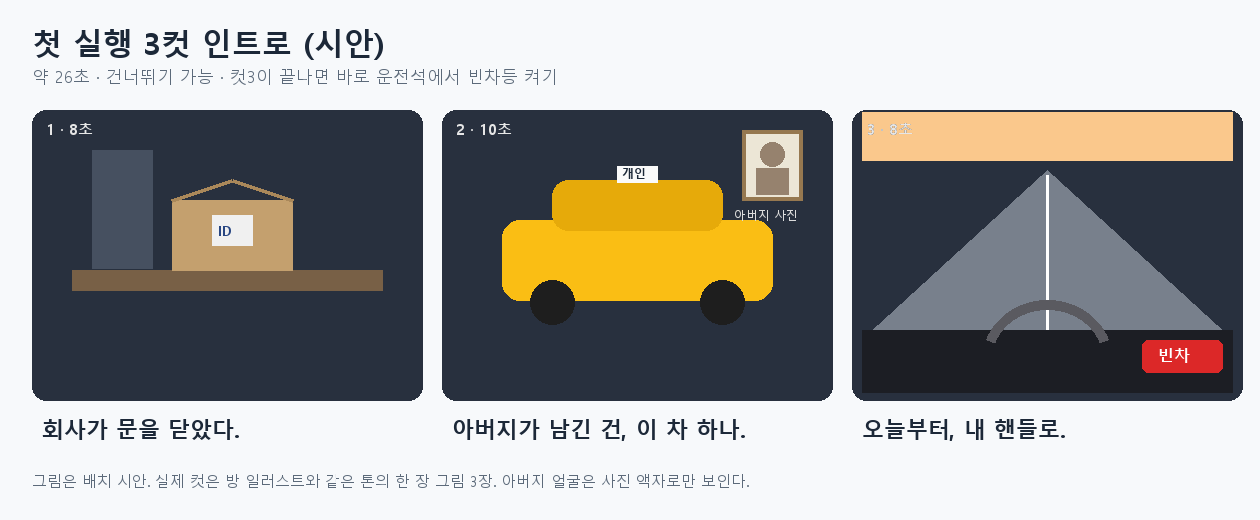 첫 실행 3컷 인트로 (시안)
약 26초 · 건너뛰기 가능 · 컷3이 끝나면 바로 운전석에서 빈차등 켜기
1 · 8초
ID
2 · 10초
개인
아버지 사진
3 · 8초
빈차
회사가 문을 닫았다.
아버지가 남긴 건, 이 차 하나.
오늘부터, 내 핸들로.
그림은 배치 시안. 실제 컷은 방 일러스트와 같은 톤의 한 장 그림 3장. 아버지 얼굴은 사진 액자로만 보인다.